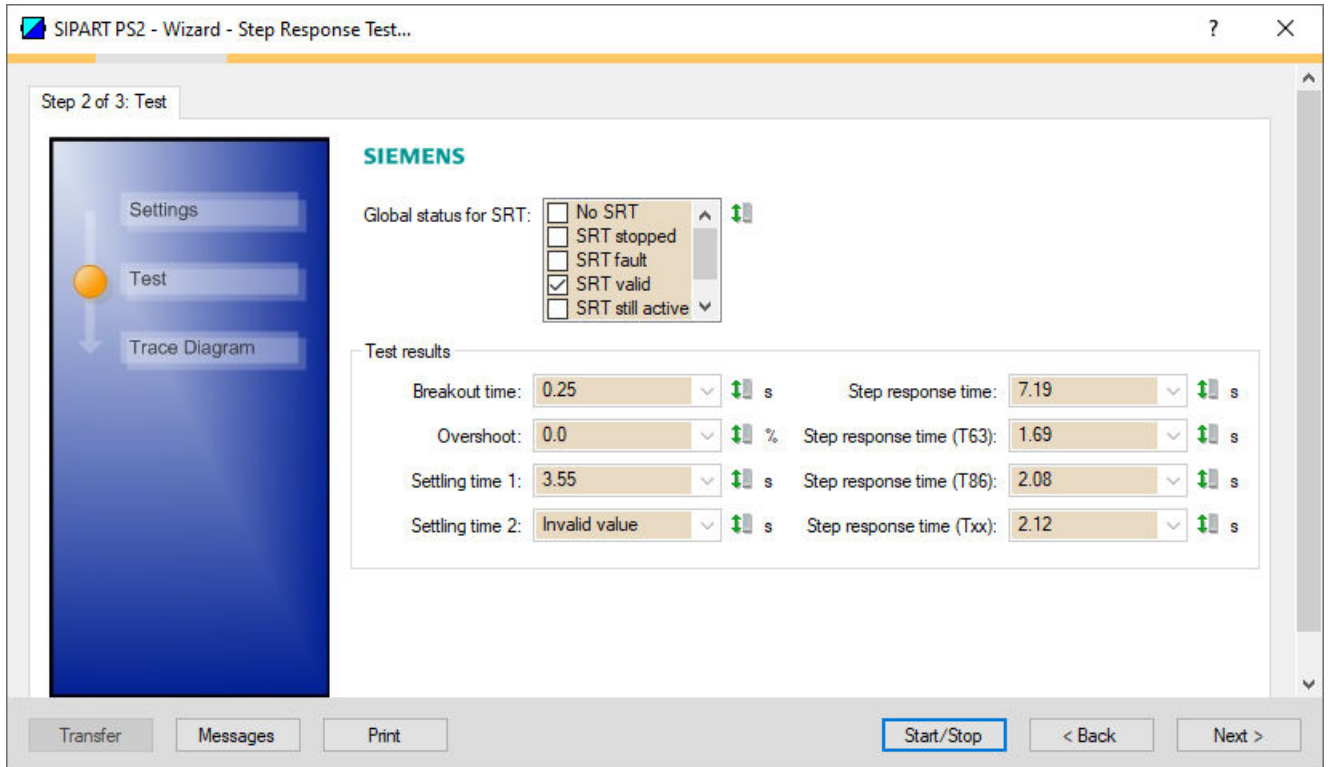 SIPART PS2 - Wizard - Step Response Test...
?
Step 2 of 3: Test
Settings
Test
Trace Diagram
SIEMENS
Global status for SRT:
No SRT
SRT stopped
SRT fault
SRT valid
SRT still active
Test results
Breakout time: 0.25 s
Step response time: 7.19 s
Overshoot: 0.0 %
Step response time (T63): 1.69 s
Settling time 1: 3.55 s
Step response time (T86): 2.08 s
Settling time 2: Invalid value s
Step response time (Txx): 2.12 s
Transfer
Messages
Print
Start/Stop
< Back
Next >